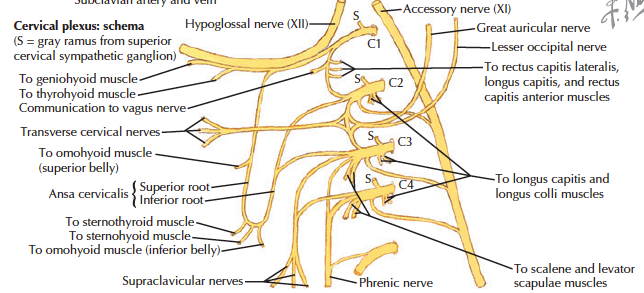 Subclavian artery and vein
Cervical plexus: schema
(S = gray ramus from superior
cervical sympathetic ganglion)
Hypoglossal nerve (XII)
Accessory nerve (XI)
Great auricular nerve
Lesser occipital nerve
S
C1
To geniohyoid muscle
To thyrohyoid muscle
Communication to vagus nerve
To rectus capitis lateralis,
longus capitis, and rectus
capitis anterior muscles
S
C2
Transverse cervical nerves
S
C3
To omohyoid muscle
(superior belly)
S
C4
To longus capitis and
longus colli muscles
Ansa cervicalis
Superior root
Inferior root
To sternothyroid muscle
To sternohyoid muscle
To omohyoid muscle (inferior belly)
Supraclavicular nerves
Phrenic nerve
To scalene and levator
scapulae muscles